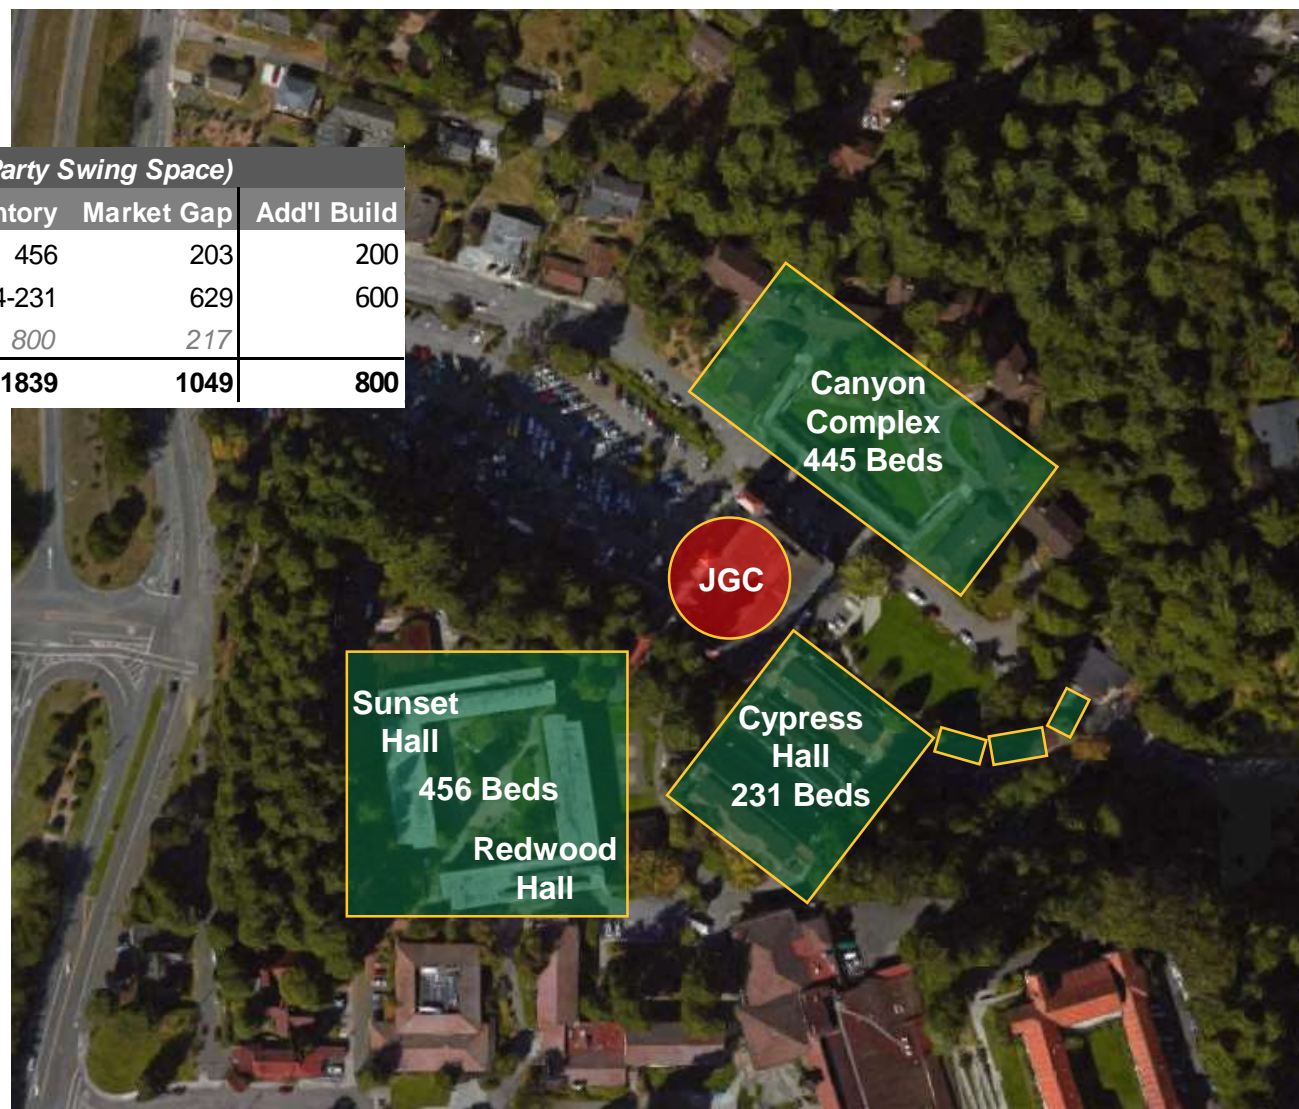 Party Swing Space)
ntory Market Gap Add'l Build
456 203 200
4-231 629 600
800 217
1839 1049 800
Canyon
Complex
445 Beds
JGC
Sunset
Hall
456 Beds
Redwood
Hall
Cypress
Hall
231 Beds